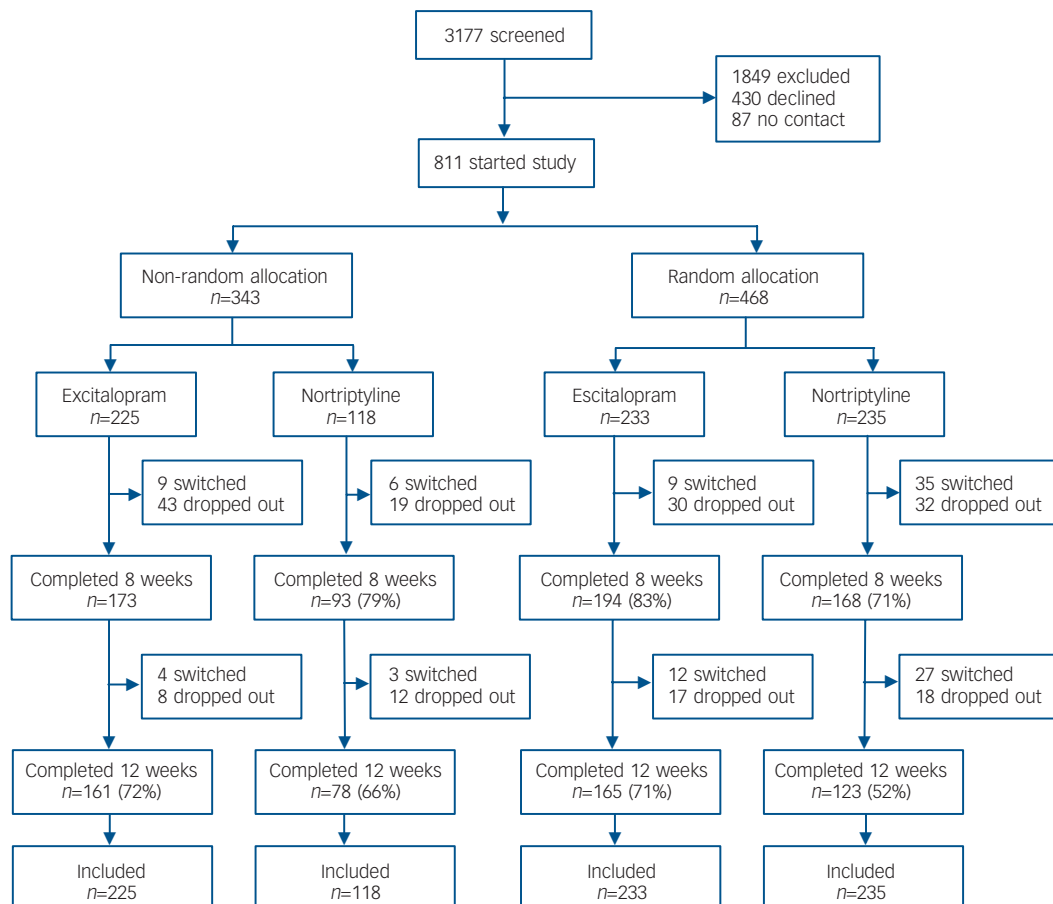 3177 screened
1849 excluded
430 declined
87 no contact
811 started study
Non-random allocation
n=343
Random allocation
n=468
Excitalopram
n=225
Nortriptyline
n=118
Escitalopram
n=233
Nortriptyline
n=235
9 switched
43 dropped out
6 switched
19 dropped out
9 switched
30 dropped out
35 switched
32 dropped out
Completed 8 weeks
n=173
Completed 8 weeks
n=93 (79%)
Completed 8 weeks
n=194 (83%)
Completed 8 weeks
n=168 (71%)
4 switched
8 dropped out
3 switched
12 dropped out
12 switched
17 dropped out
27 switched
18 dropped out
Completed 12 weeks
n=161 (72%)
Completed 12 weeks
n=78 (66%)
Completed 12 weeks
n=165 (71%)
Completed 12 weeks
n=123 (52%)
Included
n=225
Included
n=118
Included
n=233
Included
n=235